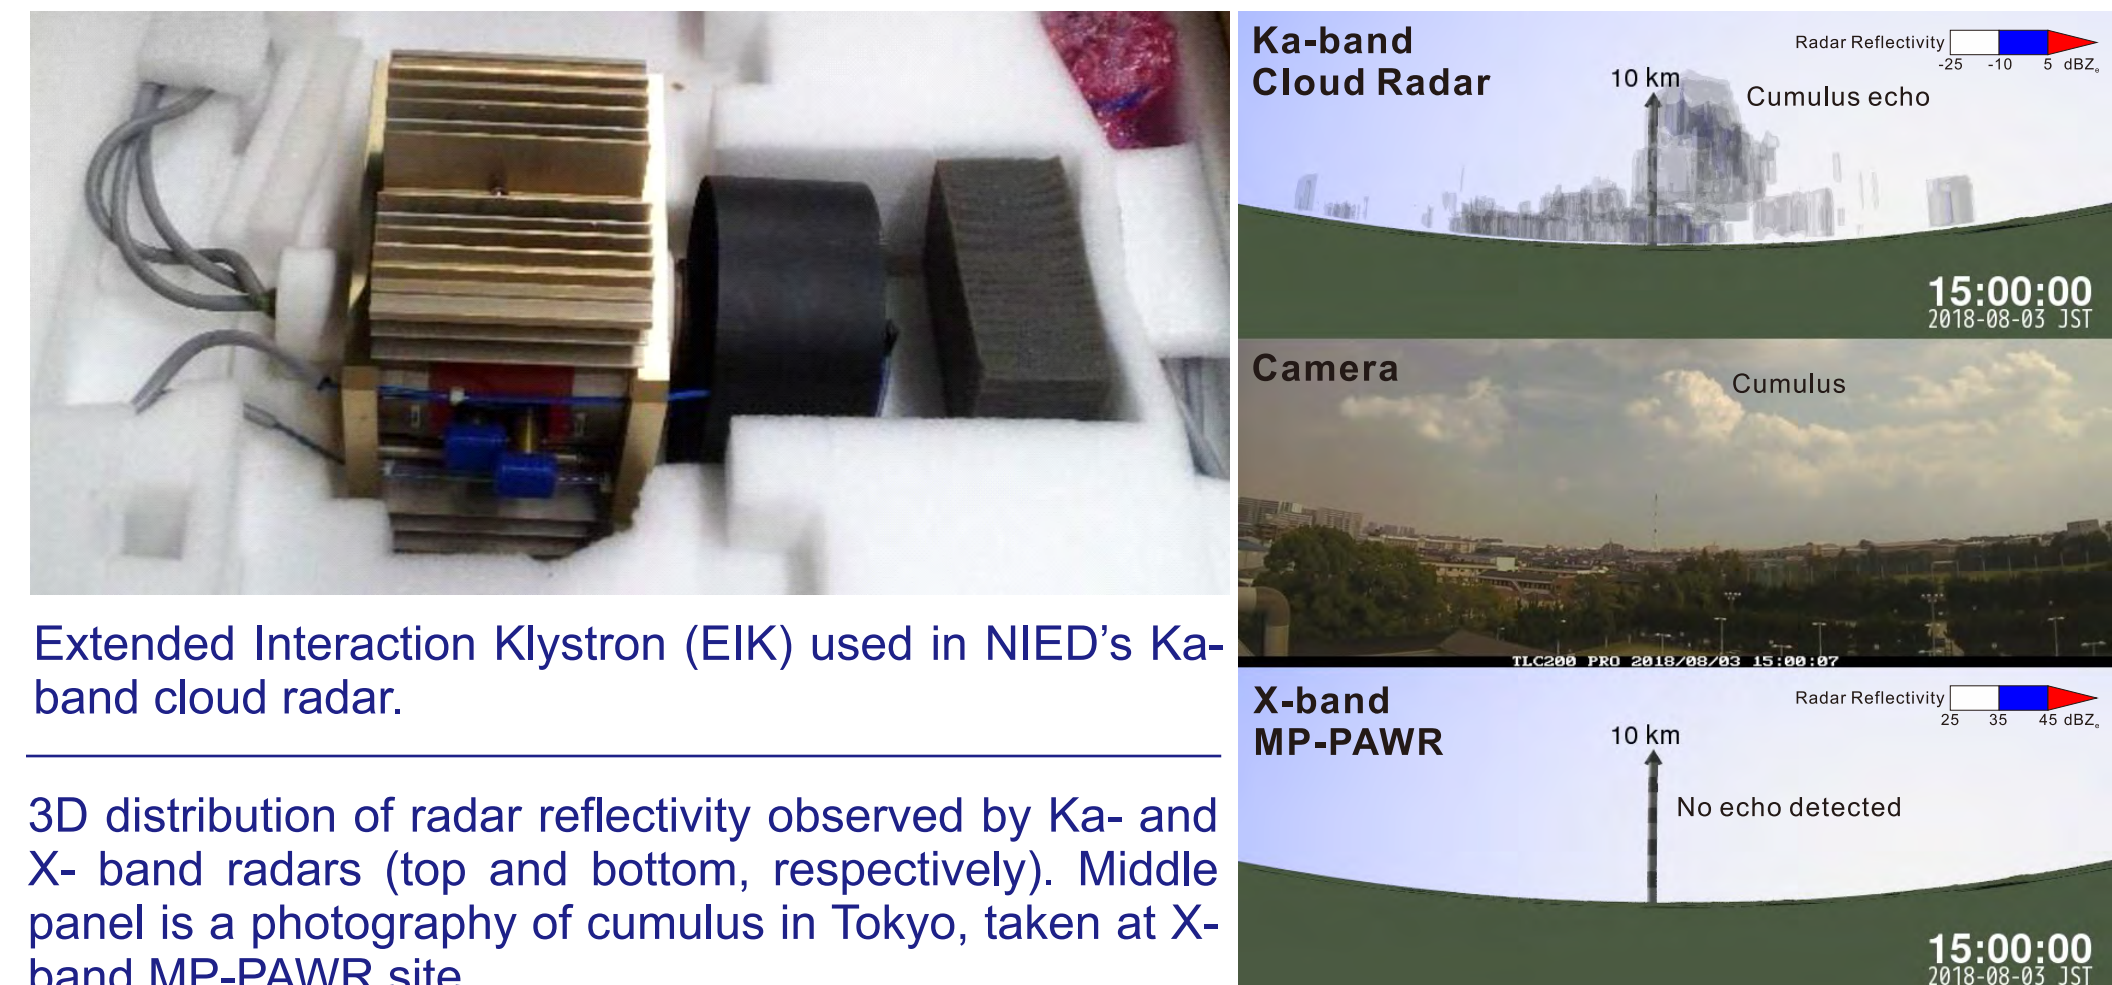 Extended Interaction Klystron (EIK) used in NIED’s Ka-
band cloud radar.
3D distribution of radar reflectivity observed by Ka- and
X- band radars (top and bottom, respectively). Middle
panel is a photography of cumulus in Tokyo, taken at X-
band MP-PAWR site
Ka-band
Cloud Radar
Radar Reflectivity
-25 -10 5 dBZe
10 km
Cumulus echo
15:00:00
2018-08-03 JST
Camera
Cumulus
TLC200 PRO 2018/08/03 15:00:07
X-band
MP-PAWR
Radar Reflectivity
25 35 45 dBZe
10 km
No echo detected
15:00:00
2018-08-03 JST